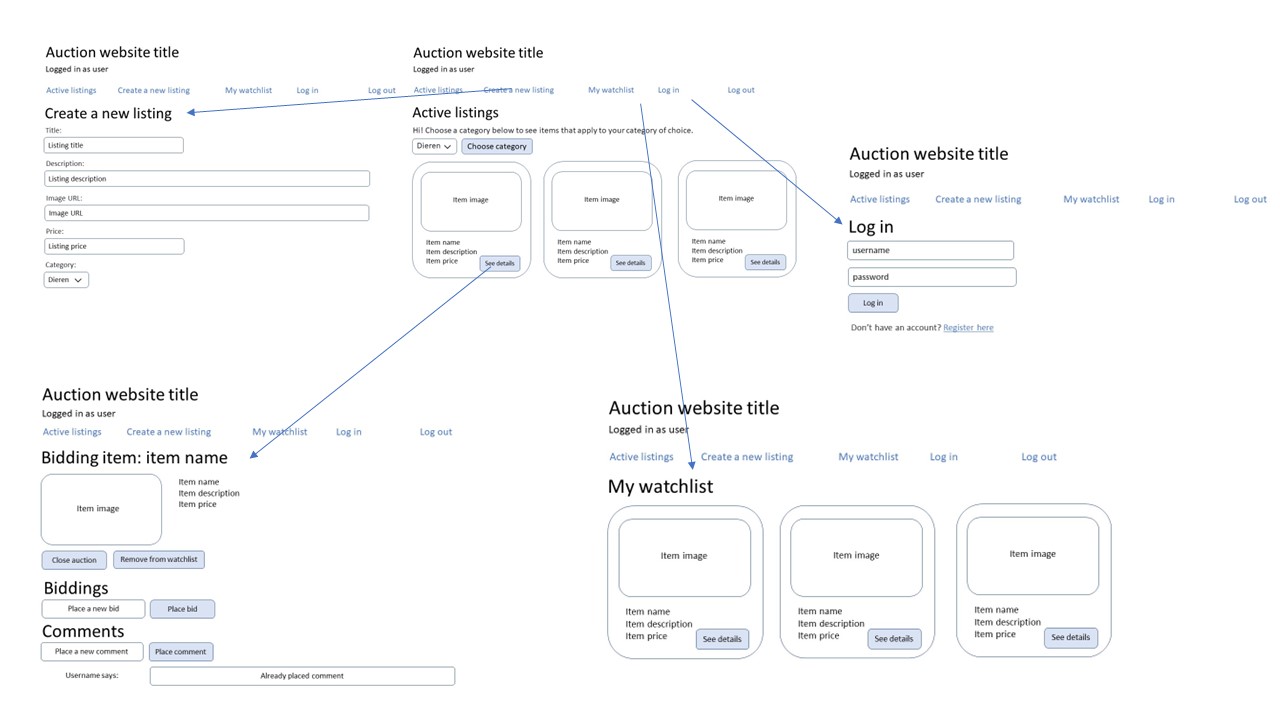 Auction website title
Logged in as user
Active listings Create a new listing My watchlist Log in Log out
Create a new listing
Title:
Listing title
Description:
Listing description
Image URL:
Image URL
Price:
Listing price
Category:
Dieren
Auction website title
Logged in as user
Active listings Create a new listing My watchlist Log in Log out
Active listings
Hi! Choose a category below to see items that apply to your category of choice.
Dieren Choose category
Item image
Item name
Item description
Item price
See details
Item image
Item name
Item description
Item price
See details
Item image
Item name
Item description
Item price
See details
Auction website title
Logged in as user
Active listings Create a new listing My watchlist Log in Log out
Log in
username
password
Log in
Don't have an account? Register here
Auction website title
Logged in as user
Active listings Create a new listing My watchlist Log in Log out
Bidding item: item name
Item image
Item name
Item description
Item price
Close auction Remove from watchlist
Biddings
Place a new bid Place bid
Comments
Place a new comment Place comment
Username says: Already placed comment
Auction website title
Logged in as user
Active listings Create a new listing My watchlist Log in Log out
My watchlist
Item image
Item name
Item description
Item price
See details
Item image
Item name
Item description
Item price
See details
Item image
Item name
Item description
Item price
See details